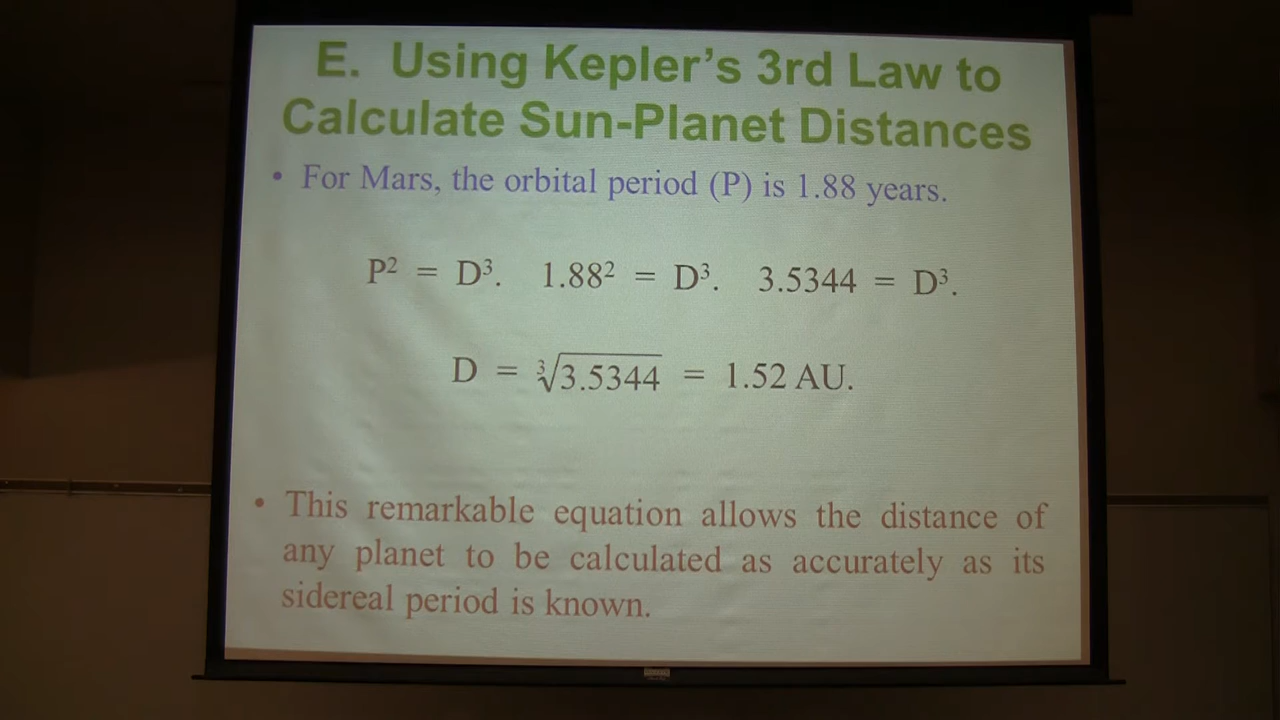 E. Using Kepler's 3rd Law to
Calculate Sun-Planet Distances
• For Mars, the orbital period (P) is 1.88 years.
P² = D³. 1.88² = D³. 3.5344 = D³.
D = ∛3.5344 = 1.52 AU.
• This remarkable equation allows the distance of
any planet to be calculated as accurately as its
sidereal period is known.